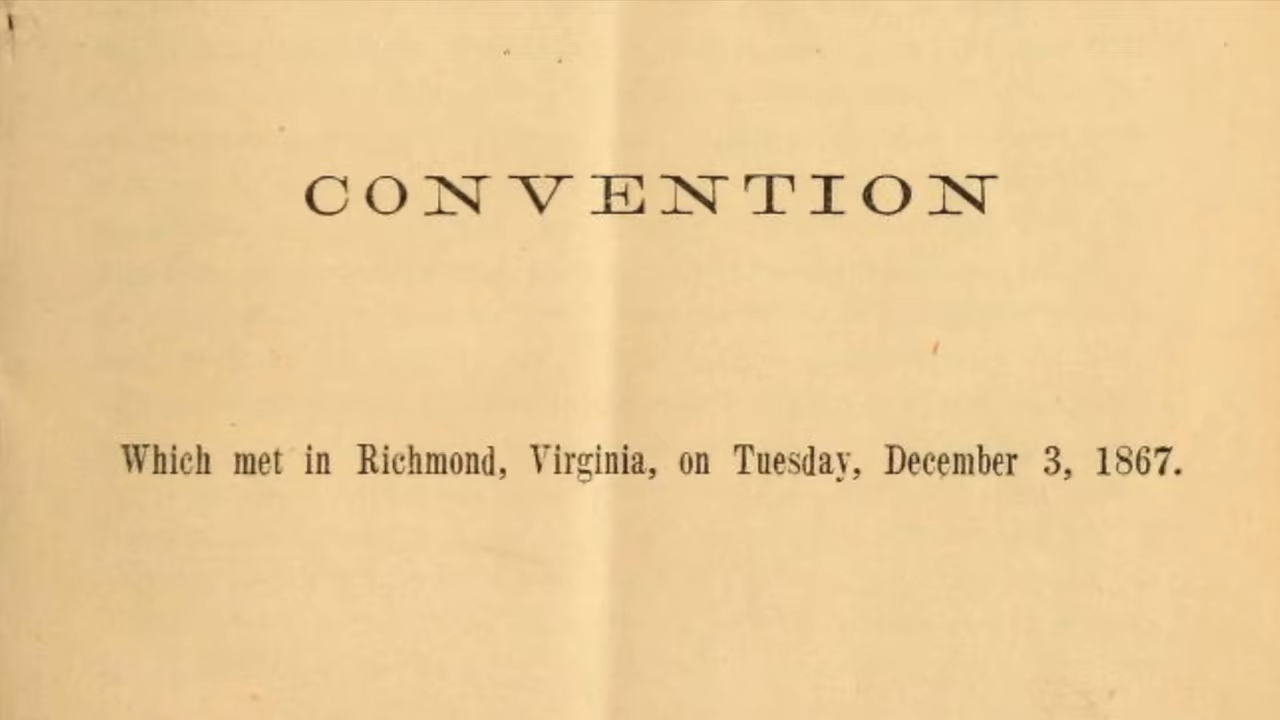 CONVENTION
Which met in Richmond, Virginia, on Tuesday, December 3, 1867.